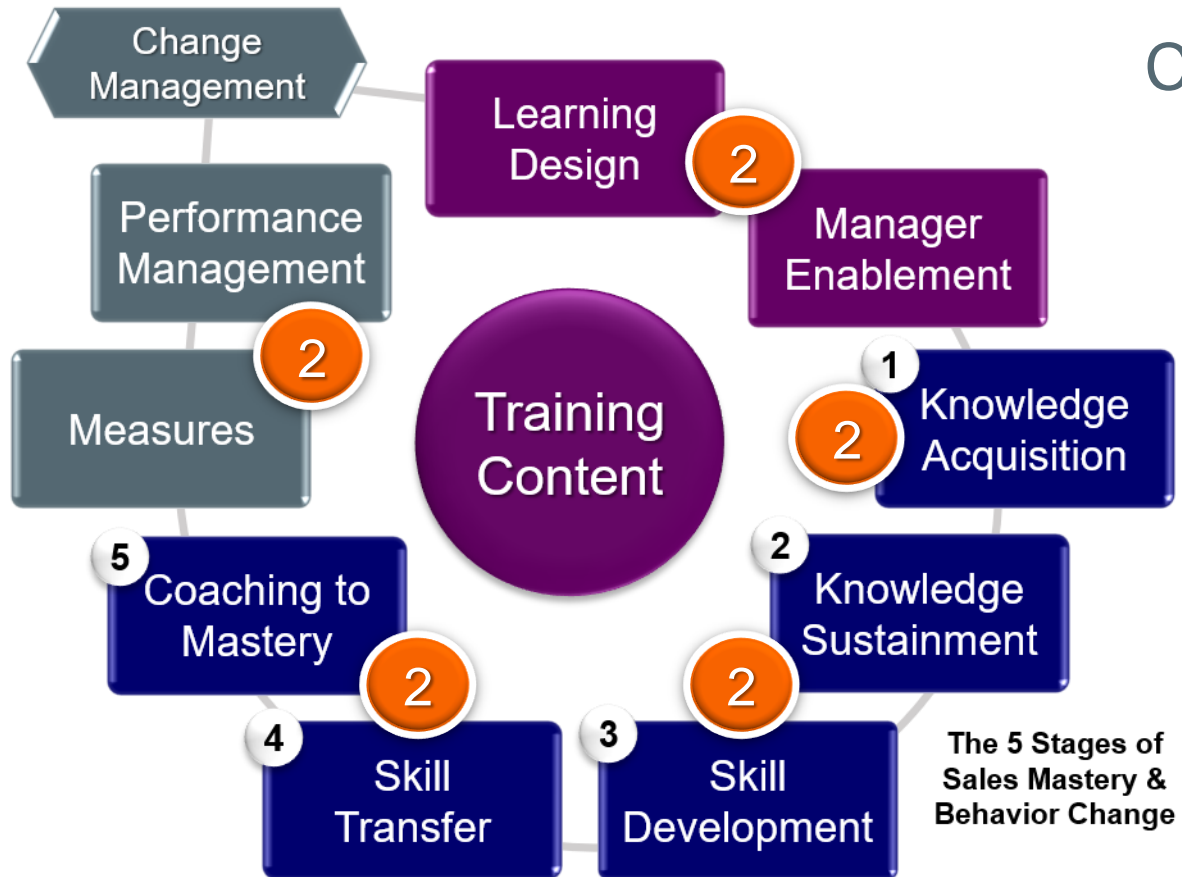 Change
Management
C
Learning
Design
2
Manager
Enablement
1
2
Knowledge
Acquisition
2
Knowledge
Sustainment
2
3
Skill
Development
2
4
Skill
Transfer
5
Coaching to
Mastery
Measures
2
Performance
Management
Training
Content
The 5 Stages of
Sales Mastery &
Behavior Change